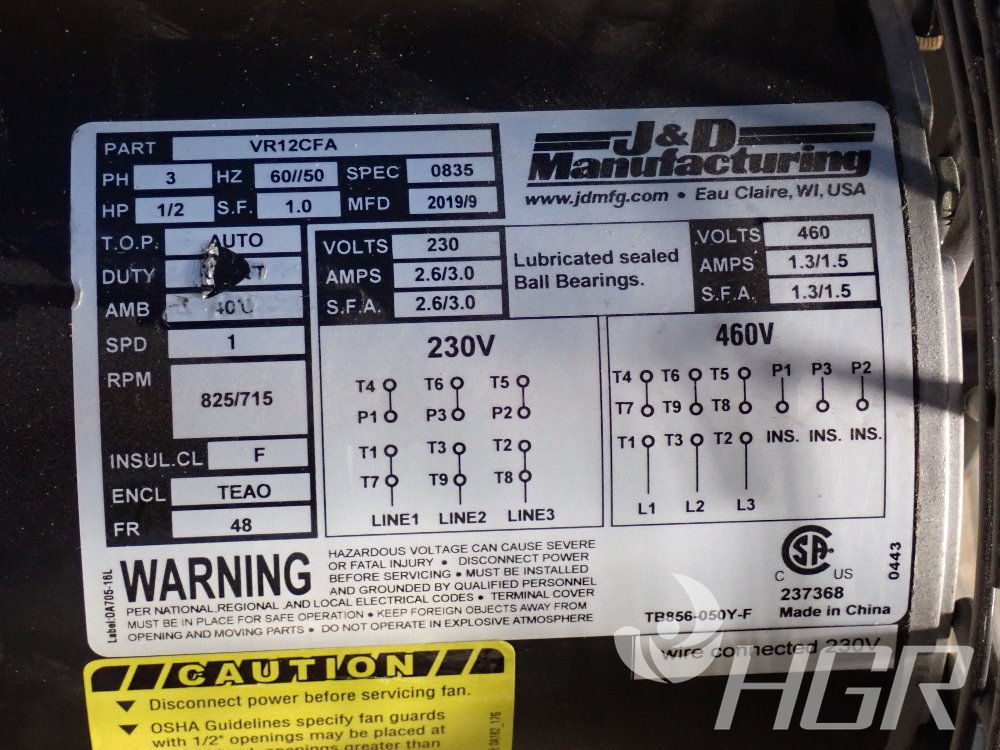 PART VR12CFA
PH 3 HZ 60//50 SPEC 0835
HP 1/2 S.F. 1.0 MFD 2019/9
J&D
Manufacturing
www.jdmfg.com • Eau Claire, WI, USA
T.O.P. AUTO
DUTY
AMB 40°C
SPD 1
RPM 825/715
INSUL.CL F
ENCL TEAO
FR 48
VOLTS 230
AMPS 2.6/3.0
S.F.A. 2.6/3.0
Lubricated sealed
Ball Bearings.
VOLTS 460
AMPS 1.3/1.5
S.F.A. 1.3/1.5
230V
T4 T6 T5
P1 P3 P2
T1 T3 T2
T7 T9 T8
LINE1 LINE2 LINE3
460V
T4 T6 T5 P1 P3 P2
T7 T9 T8
T1 T3 T2 INS. INS. INS.
L1 L2 L3
WARNING
HAZARDOUS VOLTAGE CAN CAUSE SEVERE
OR FATAL INJURY • DISCONNECT POWER
BEFORE SERVICING • MUST BE INSTALLED
AND GROUNDED BY QUALIFIED PERSONNEL
PER NATIONAL,REGIONAL ,AND LOCAL ELECTRICAL CODES • TERMINAL COVER
MUST BE IN PLACE FOR SAFE OPERATION • KEEP FOREIGN OBJECTS AWAY FROM
OPENING AND MOVING PARTS • DO NOT OPERATE IN EXPLOSIVE ATMOSPHERE
Label:0A705-16L
SA
C US
237368
TB856-050Y-F Made in China
0443
wire connected 230V
HGR
CAUTION
▼ Disconnect power before servicing fan.
▼ OSHA Guidelines specify fan guards
with 1/2" openings may be placed at
openings greater than